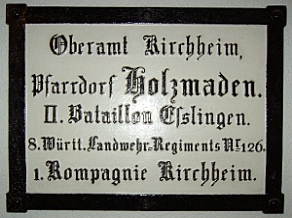 Oberamt Kirchheim,
Pfarrdorf Holzmaden.
II. Bataillon Eſslingen.
8. Württ. Landwehr-Regiments Nr. 126.
1. Kompagnie Kirchheim.